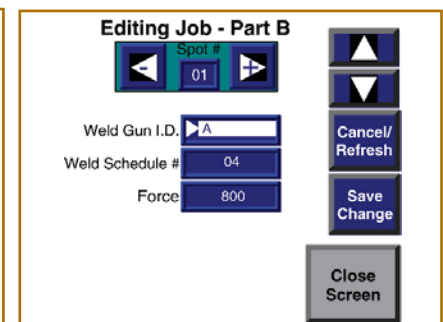 Editing Job - Part B
Spot #
- 01 +
Weld Gun I.D. A
Weld Schedule # 04
Force 800
Cancel/
Refresh
Save
Change
Close
Screen